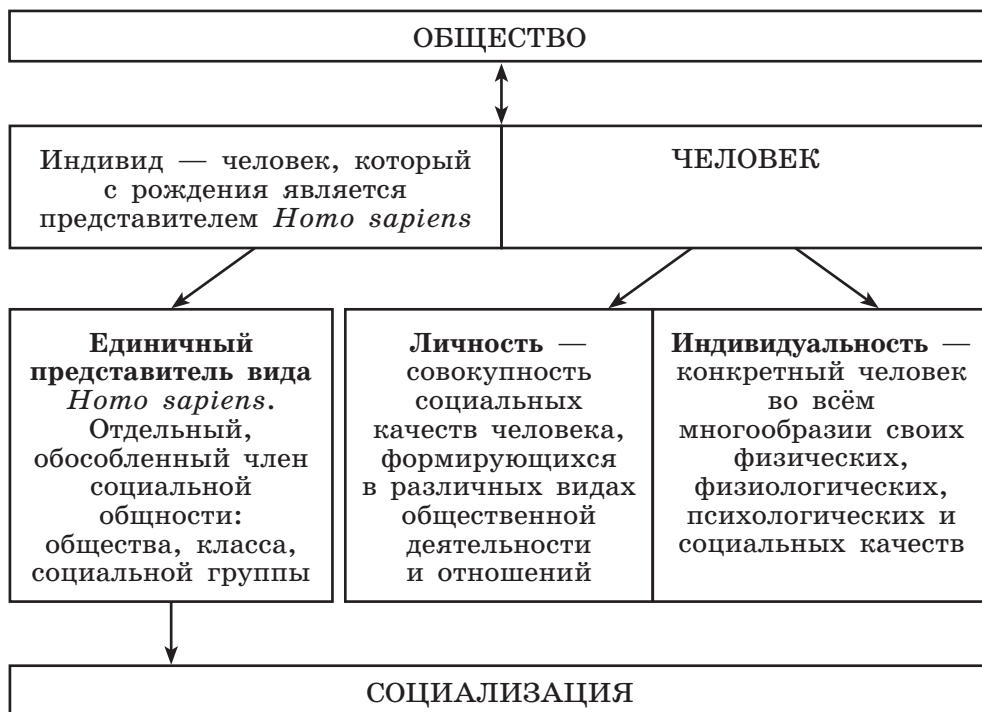 ОБЩЕСТВО
Индивид — человек, который
с рождения является
представителем Homo sapiens
ЧЕЛОВЕК
Единичный
представитель вида
Homo sapiens.
Отдельный,
обособленный член
социальной
общности:
общества, класса,
социальной группы
Личность —
совокупность
социальных
качеств человека,
формирующихся
в различных видах
общественной
деятельности
и отношений
Индивидуальность —
конкретный человек
во всём
многообразии своих
физических,
физиологических,
психологических и
социальных качеств
СОЦИАЛИЗАЦИЯ